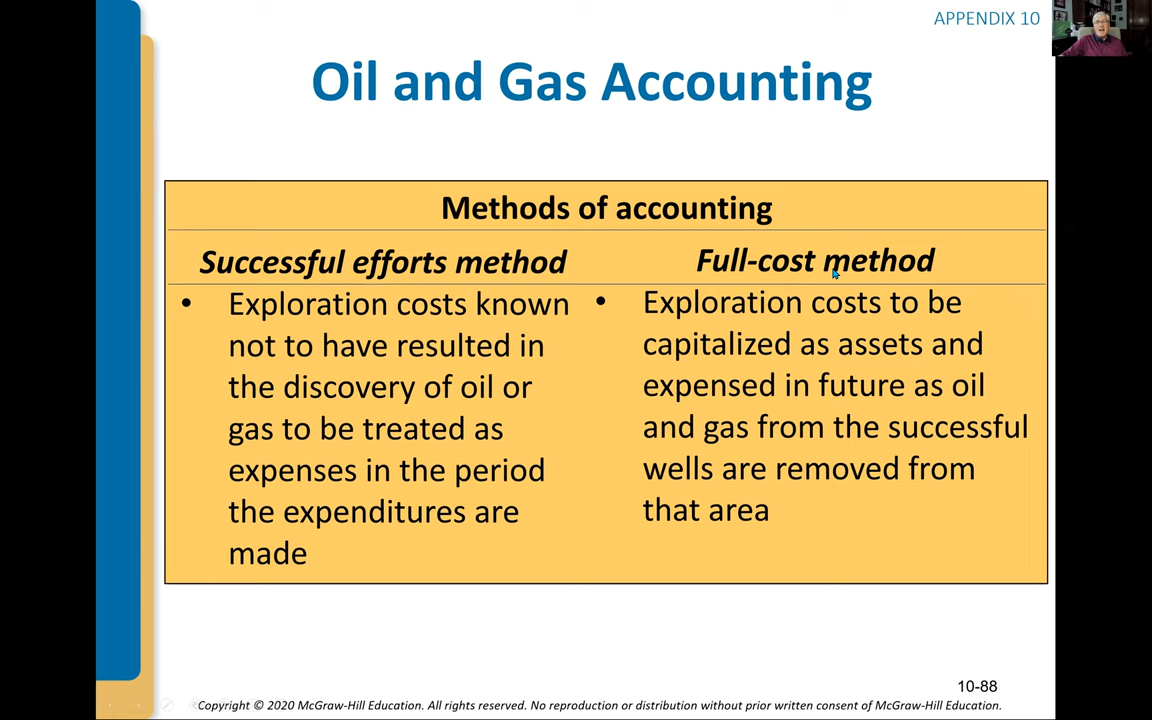 APPENDIX 10
Oil and Gas Accounting
Methods of accounting
Successful efforts method
Full-cost method
• Exploration costs known
not to have resulted in
the discovery of oil or
gas to be treated as
expenses in the period
the expenditures are
made
• Exploration costs to be
capitalized as assets and
expensed in future as oil
and gas from the successful
wells are removed from
that area
10-88
Copyright © 2020 McGraw-Hill Education. All rights reserved. No reproduction or distribution without prior written consent of McGraw-Hill Education.